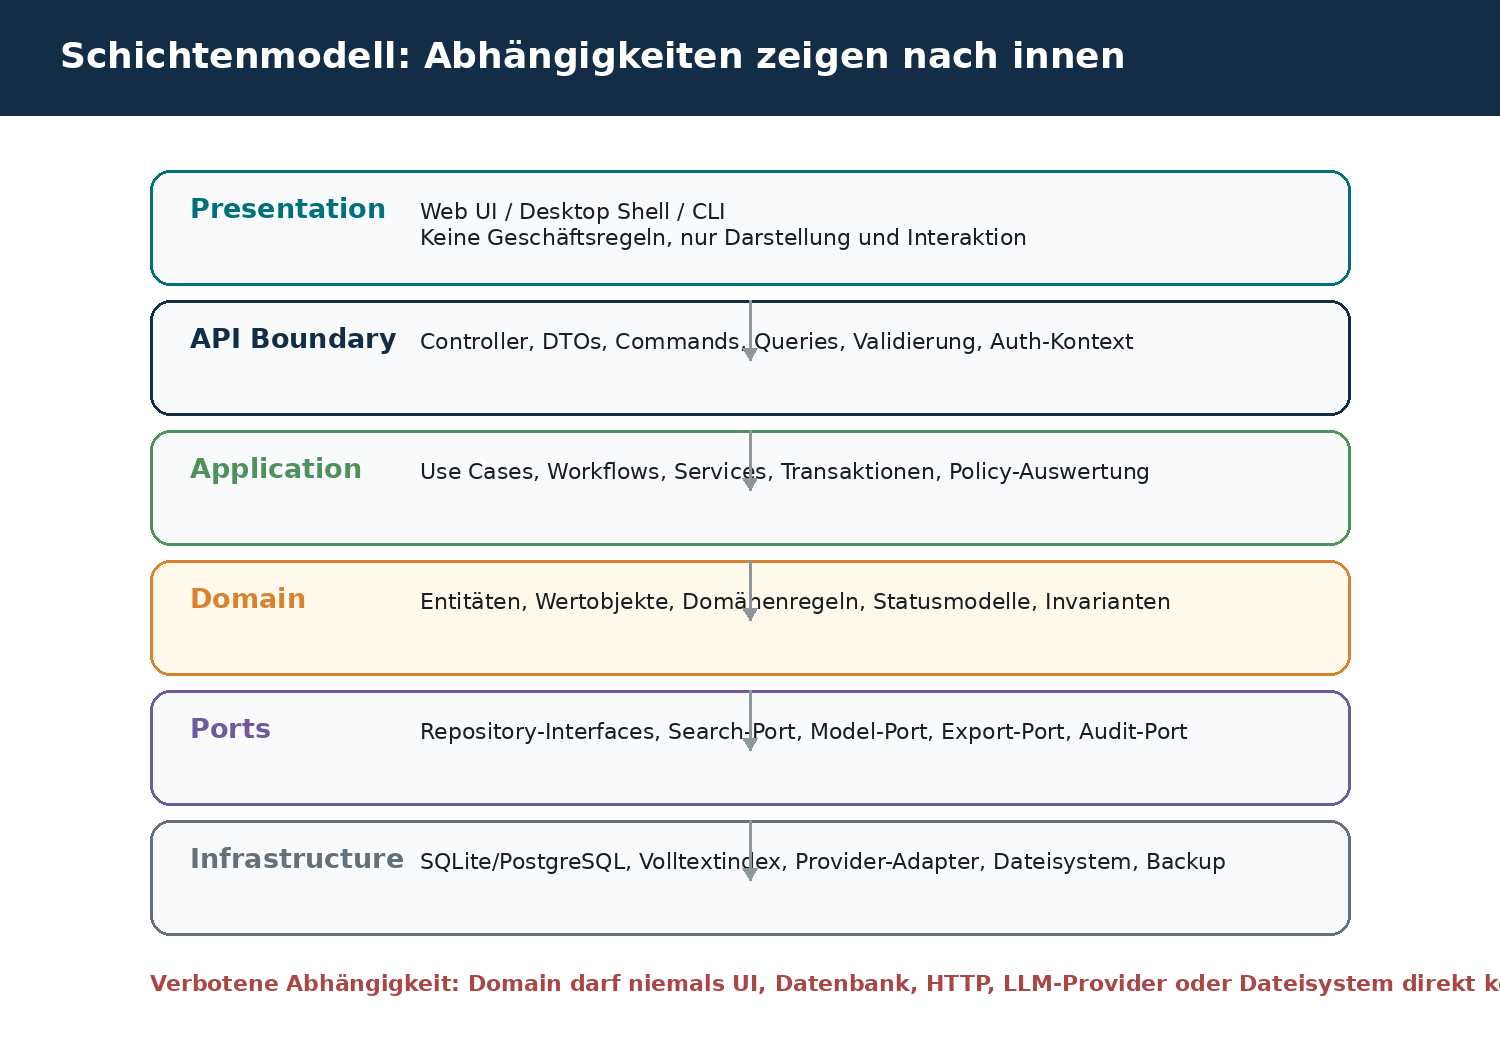 Schichtenmodell: Abhängigkeiten zeigen nach innen
Presentation
Web UI / Desktop Shell / CLI
Keine Geschäftsregeln, nur Darstellung und Interaktion
API Boundary
Controller, DTOs, Commands, Queries, Validierung, Auth-Kontext
Application
Use Cases, Workflows, Services, Transaktionen, Policy-Auswertung
Domain
Entitäten, Wertobjekte, Domänenregeln, Statusmodelle, Invarianten
Ports
Repository-Interfaces, Search-Port, Model-Port, Export-Port, Audit-Port
Infrastructure
SQLite/PostgreSQL, Volltextindex, Provider-Adapter, Dateisystem, Backup
Verbotene Abhängigkeit: Domain darf niemals UI, Datenbank, HTTP, LLM-Provider oder Dateisystem direkt